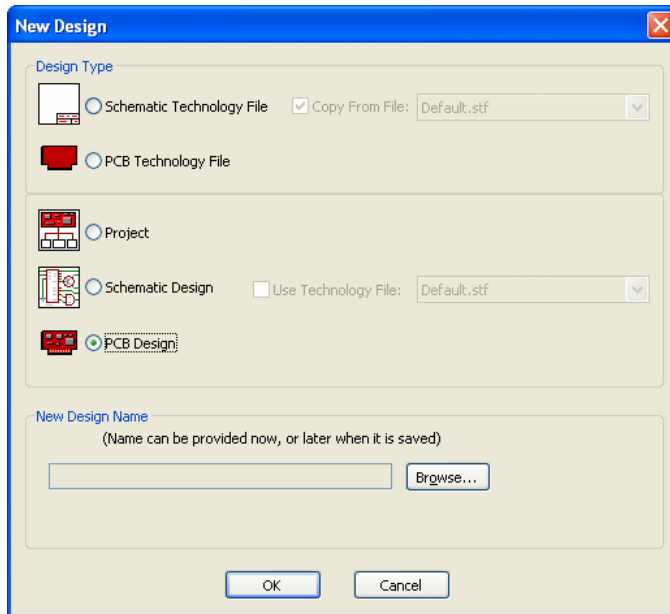 New Design
Design Type
Schematic Technology File
Copy From File:
Default.stf
PCB Technology File
Project
Schematic Design
Use Technology File:
Default.stf
PCB Design
New Design Name
(Name can be provided now, or later when it is saved)
Browse...
OK
Cancel